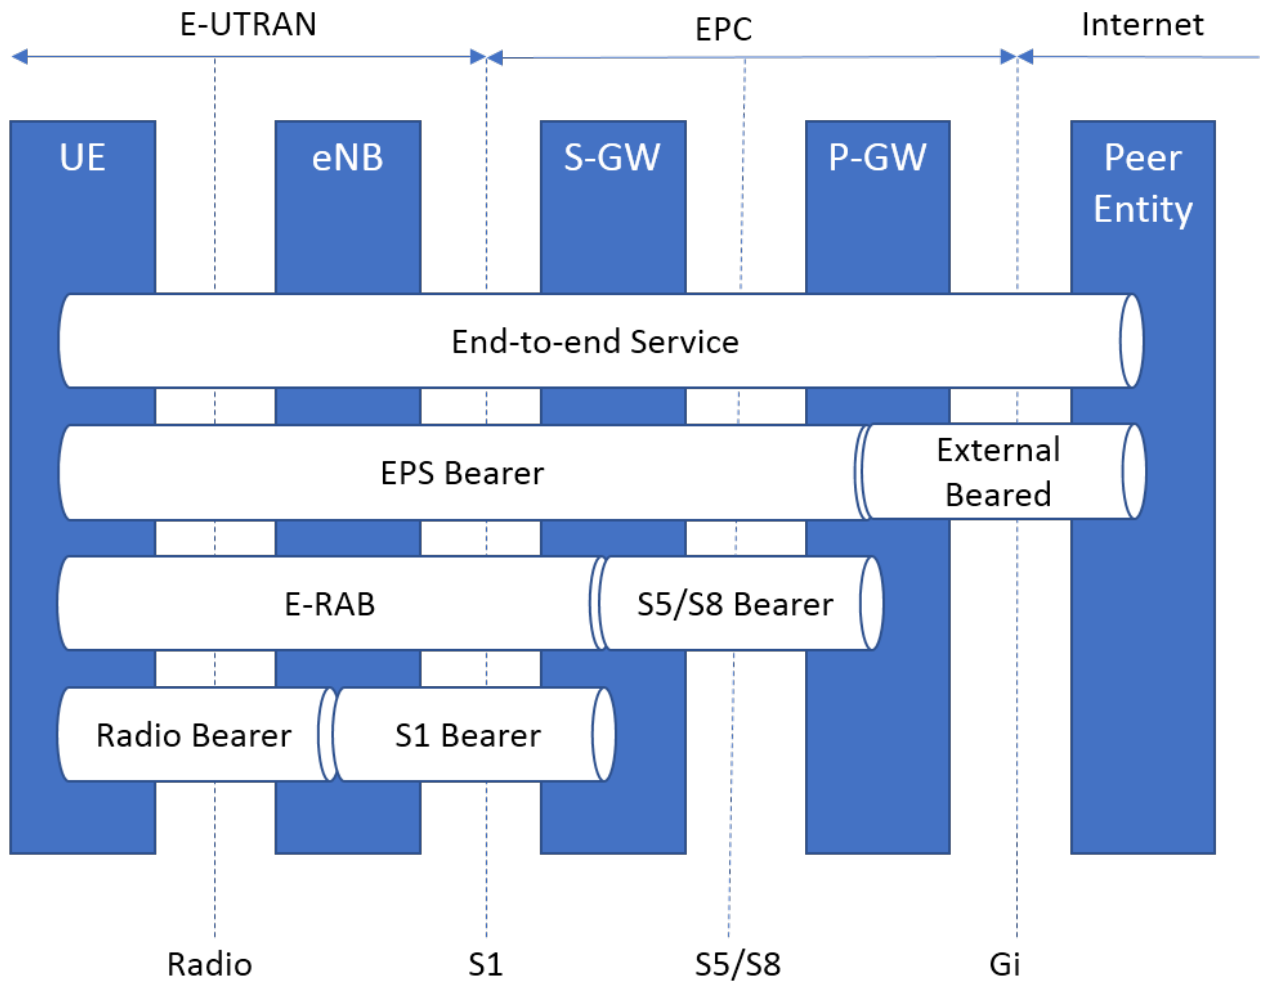 E-UTRAN
EPC
Internet
UE
eNB
S-GW
P-GW
Peer
Entity
End-to-end Service
EPS Bearer
External
Beared
E-RAB
S5/S8 Bearer
Radio Bearer
S1 Bearer
Radio
S1
S5/S8
Gi